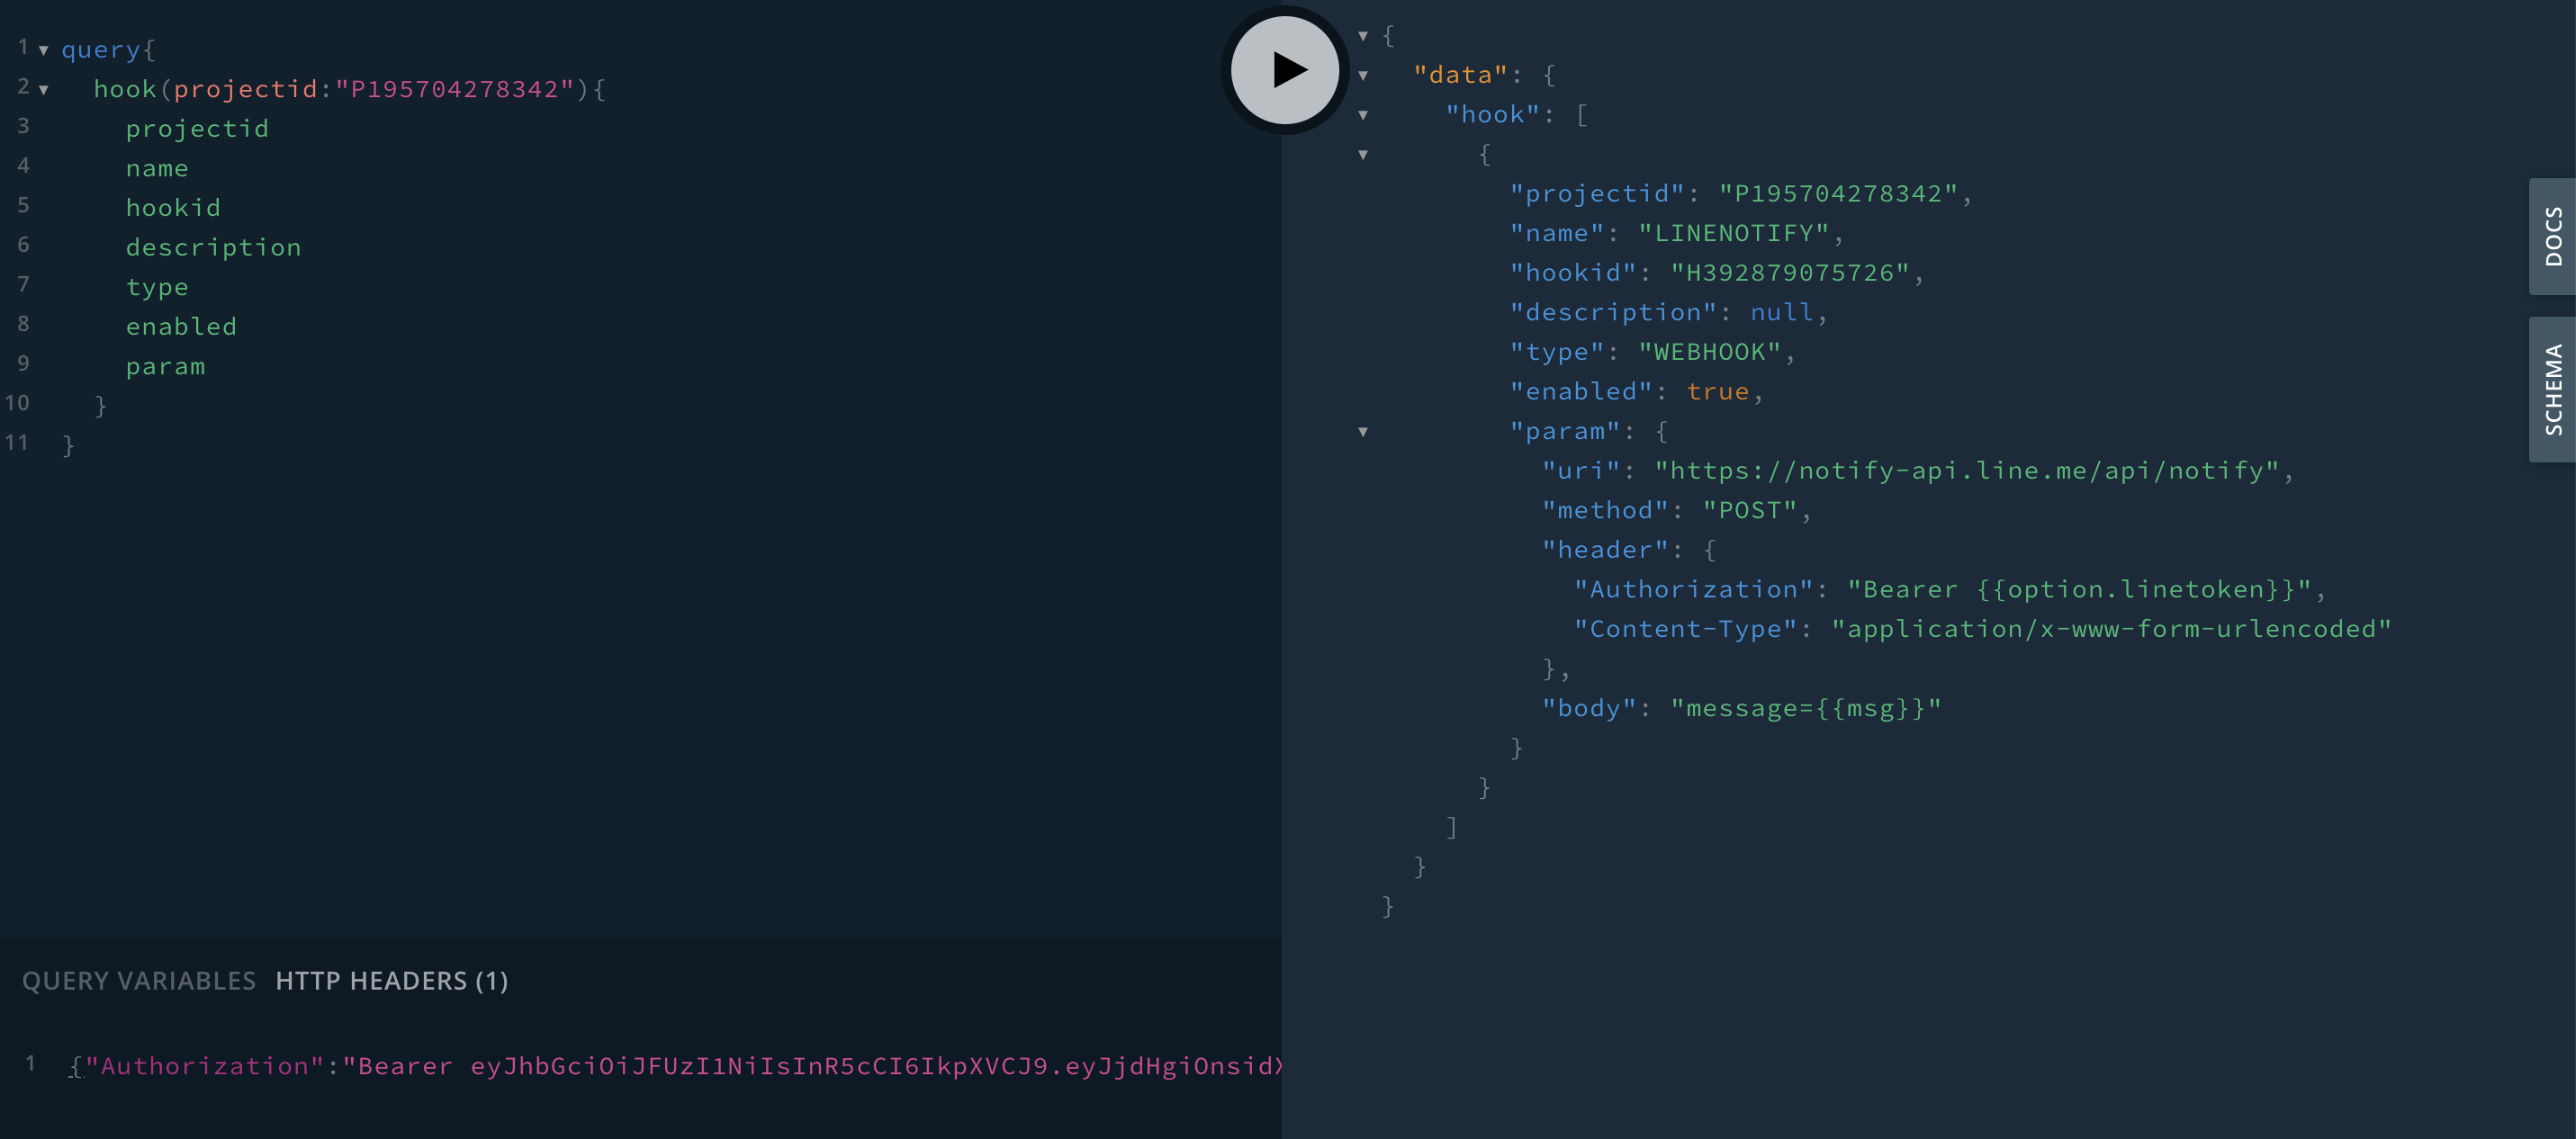 1 query{
2 hook(projectid:"P195704278342"){
3 projectid
4 name
5 hookid
6 description
7 type
8 enabled
9 param
10 }
11 }
QUERY VARIABLES HTTP HEADERS (1)
1 {"Authorization":"Bearer eyJhbGciOiJFUzI1NiIsInR5cCI6IkpXVCJ9.eyJjdHgiOnsidX
{
"data": {
"hook": [
{
"projectid": "P195704278342",
"name": "LINENOTIFY",
"hookid": "H392879075726",
"description": null,
"type": "WEBHOOK",
"enabled": true,
"param": {
"uri": "https://notify-api.line.me/api/notify",
"method": "POST",
"header": {
"Authorization": "Bearer {{option.linetoken}}",
"Content-Type": "application/x-www-form-urlencoded"
},
"body": "message={{msg}}"
}
}
]
}
}
DOCS
SCHEMA